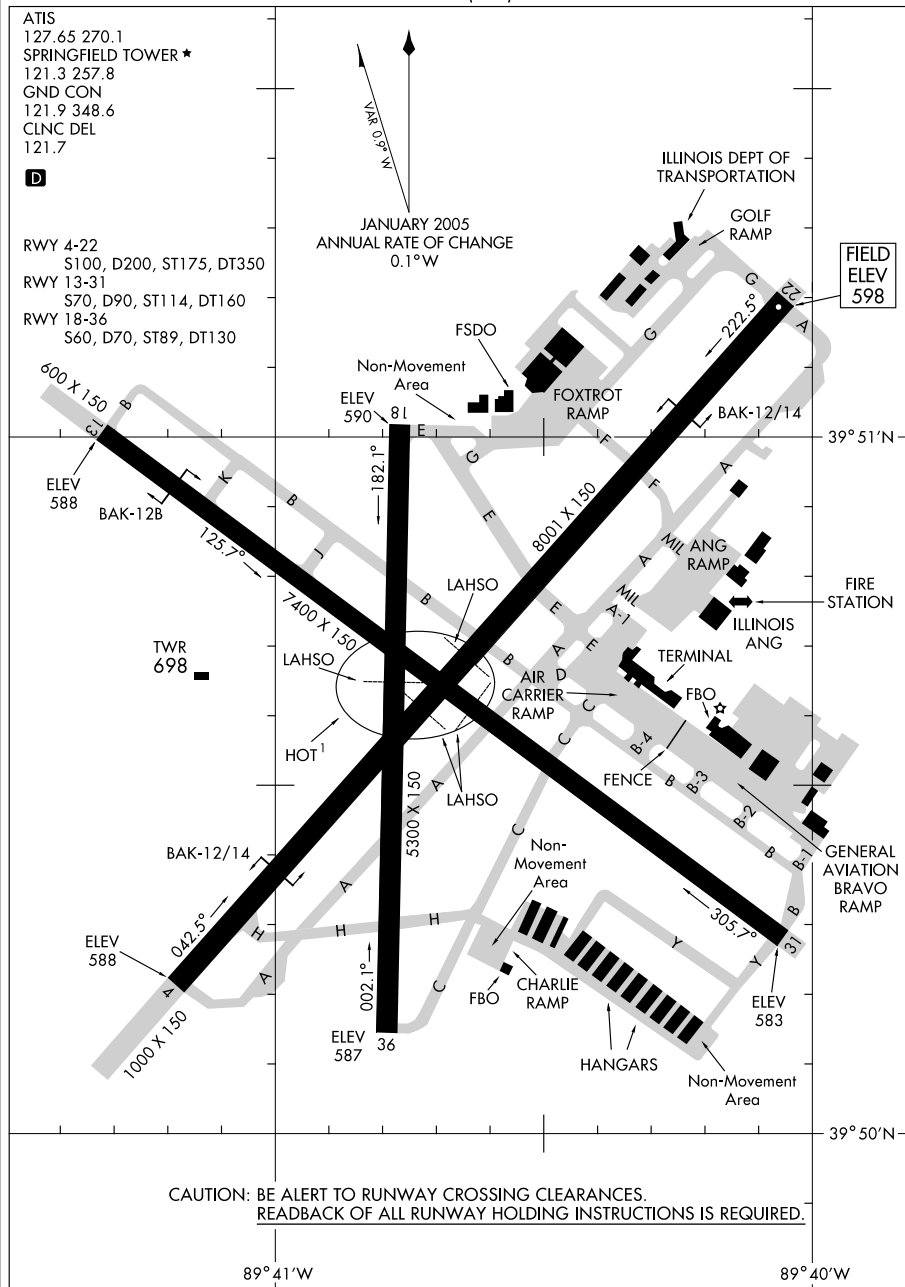 ATIS
127.65 270.1
SPRINGFIELD TOWER ★
121.3 257.8
GND CON
121.9 348.6
CLNC DEL
121.7
D
RWY 4-22
S100, D200, ST175, DT350
RWY 13-31
S70, D90, ST114, DT160
RWY 18-36
S60, D70, ST89, DT130
VAR 0.9° W
JANUARY 2005
ANNUAL RATE OF CHANGE
0.1° W
ILLINOIS DEPT OF
TRANSPORTATION
GOLF
RAMP
FIELD
ELEV
598
G
22
A
222.5°
G
FSDO
Non-Movement
Area
FOXTROT
RAMP
BAK-12/14
600 X 150
B
13
ELEV
588
ELEV
590
18
E
39°51'N
G
F
F
A
182.1°
E
K
B
BAK-12B
125.7°
J
8001 X 150
MIL
ANG
RAMP
A
MIL
FIRE
STATION
7400 X 150
B
LAHSO
E
A-1
ILLINOIS
ANG
TWR
698
LAHSO
B
A
E
D
TERMINAL
AIR
CARRIER
RAMP
FBO
C
C
HOT 1
B-4
FENCE
B
B-3
LAHSO
A
5300 X 150
C
B-2
B
B-1
GENERAL
AVIATION
BRAVO
RAMP
BAK-12/14
Non-
Movement
Area
A
B
042.5°
H
H
H
305.7°
31
Y
Y
ELEV
588
A
4
002.1°
C
FBO
CHARLIE
RAMP
ELEV
583
1000 X 150
ELEV
587
36
HANGARS
Non-Movement
Area
39°50'N
CAUTION: BE ALERT TO RUNWAY CROSSING CLEARANCES.
READBACK OF ALL RUNWAY HOLDING INSTRUCTIONS IS REQUIRED.
89°41'W
89°40'W